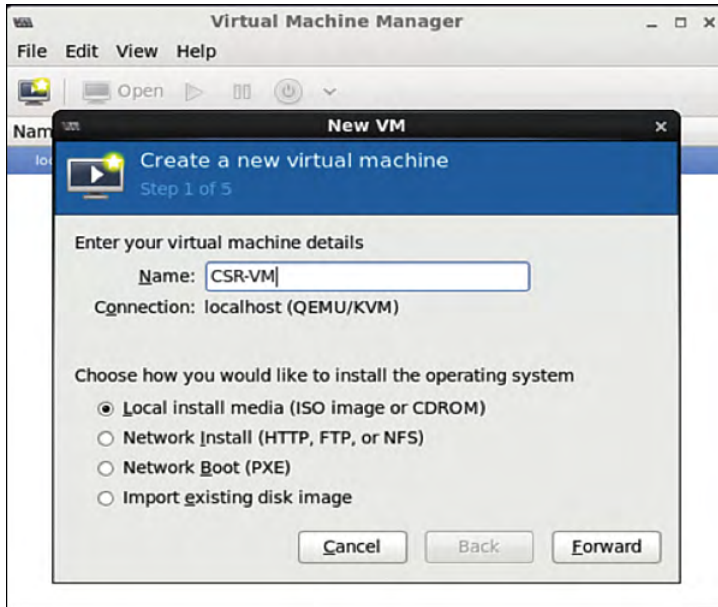 Virtual Machine Manager
File Edit View Help
Open
Nam
New VM
loc
Create a new virtual machine
Step 1 of 5
Enter your virtual machine details
Name: CSR-VM
Connection: localhost (QEMU/KVM)
Choose how you would like to install the operating system
Local install media (ISO image or CDROM)
Network Install (HTTP, FTP, or NFS)
Network Boot (PXE)
Import existing disk image
Cancel Back Forward